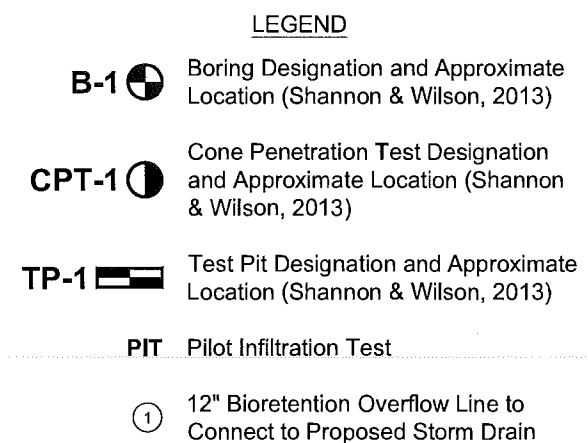 LEGEND
B-1 Boring Designation and Approximate
Location (Shannon & Wilson, 2013)
CPT-1 Cone Penetration Test Designation
and Approximate Location (Shannon
& Wilson, 2013)
TP-1 Test Pit Designation and Approximate
Location (Shannon & Wilson, 2013)
PIT Pilot Infiltration Test
1 12" Bioretention Overflow Line to
Connect to Proposed Storm Drain